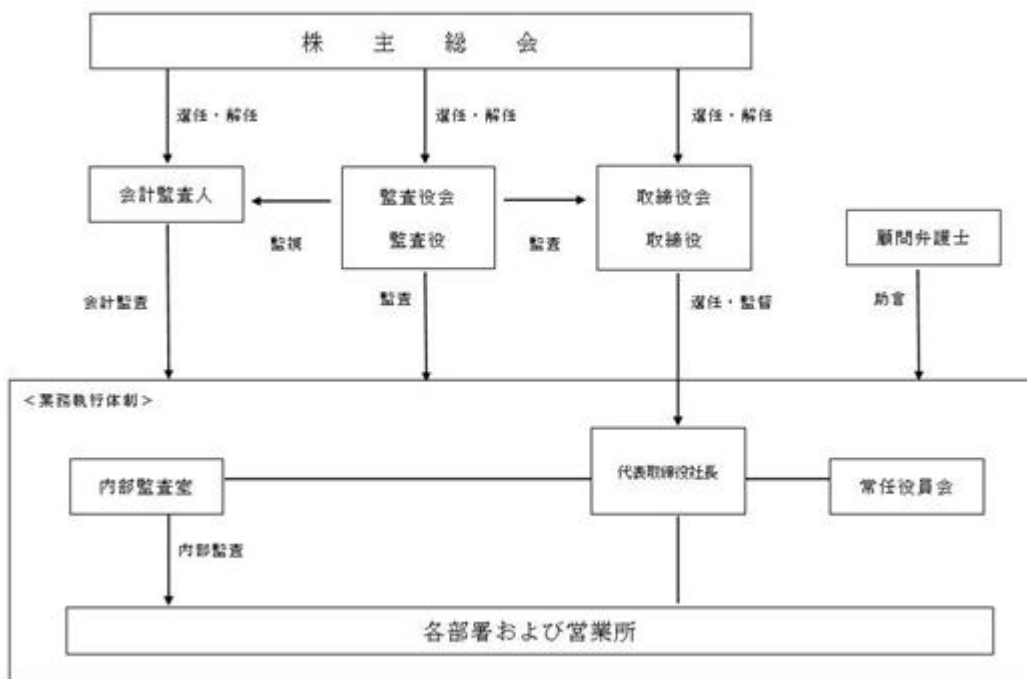 株主総会
選任・解任
選任・解任
選任・解任
会計監査人
監査役会
監査役
取締役会
取締役
顧問弁護士
監視
監査
会計監査
監査
選任・監督
助言
<業務執行体制>
内部監査室
代表取締役社長
常任役員会
内部監査
各部署および営業所